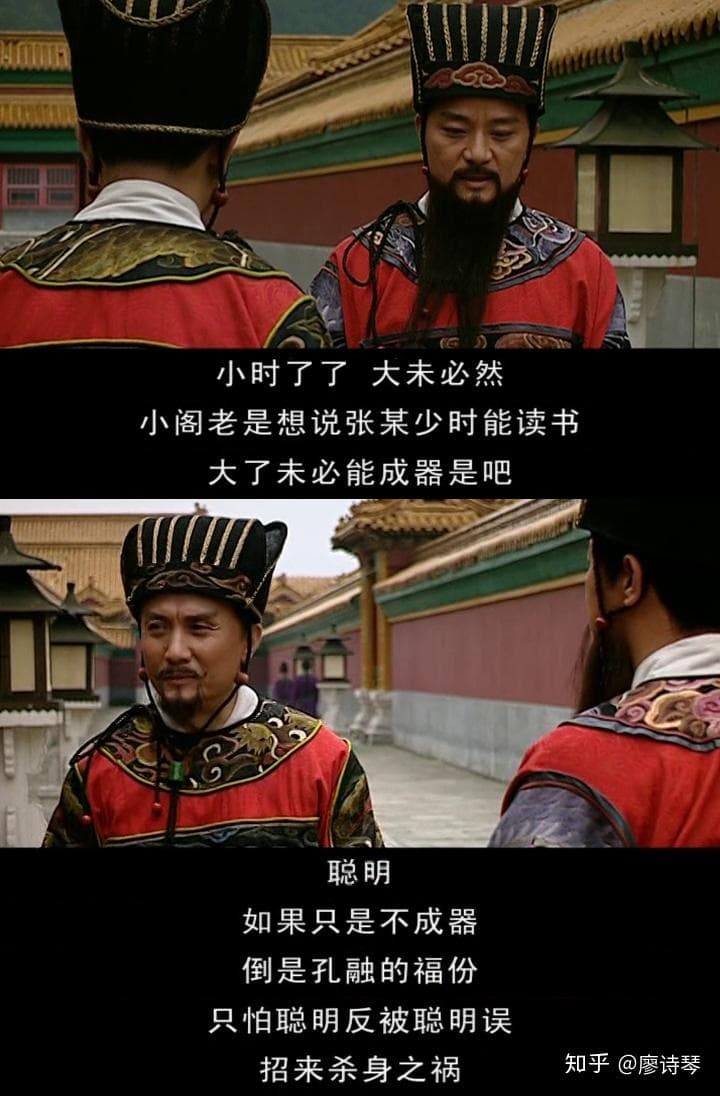 小时了了 大未必然
小阁老是想说张某少时能读书
大了未必能成器是吧
聪明
如果只是不成器
倒是孔融的福份
只怕聪明反被聪明误
招来杀身之祸
知乎 @廖诗琴